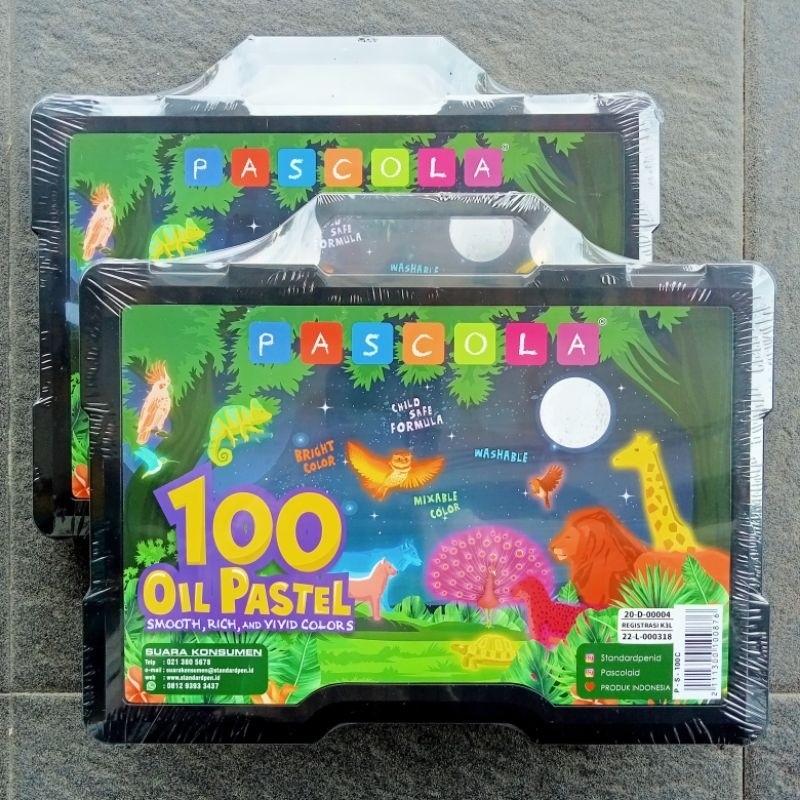 PASCOLA®
CHILD
SAFE
FORMULA
WASHABLE
PASCOLA©
CHILD
SAFE
FORMULA
BRIGHT
COLOR
WASHABLE
MIXABLE
COLOR
100
OIL PASTEL
SMOOTH, RICH, AND VIVID COLORS
SUARA KONSUMEN
Telp : 021 380 5678
e-mail : suarakonsumen@standardpen.id
web : www.standardpen.id
: 0812 9393 3437
20-D-00004
REGISTRASI K3L
22-L-000318
Standardpenid
Pascolaid
PRODUK INDONESIA
P-S-100C
2111300100876